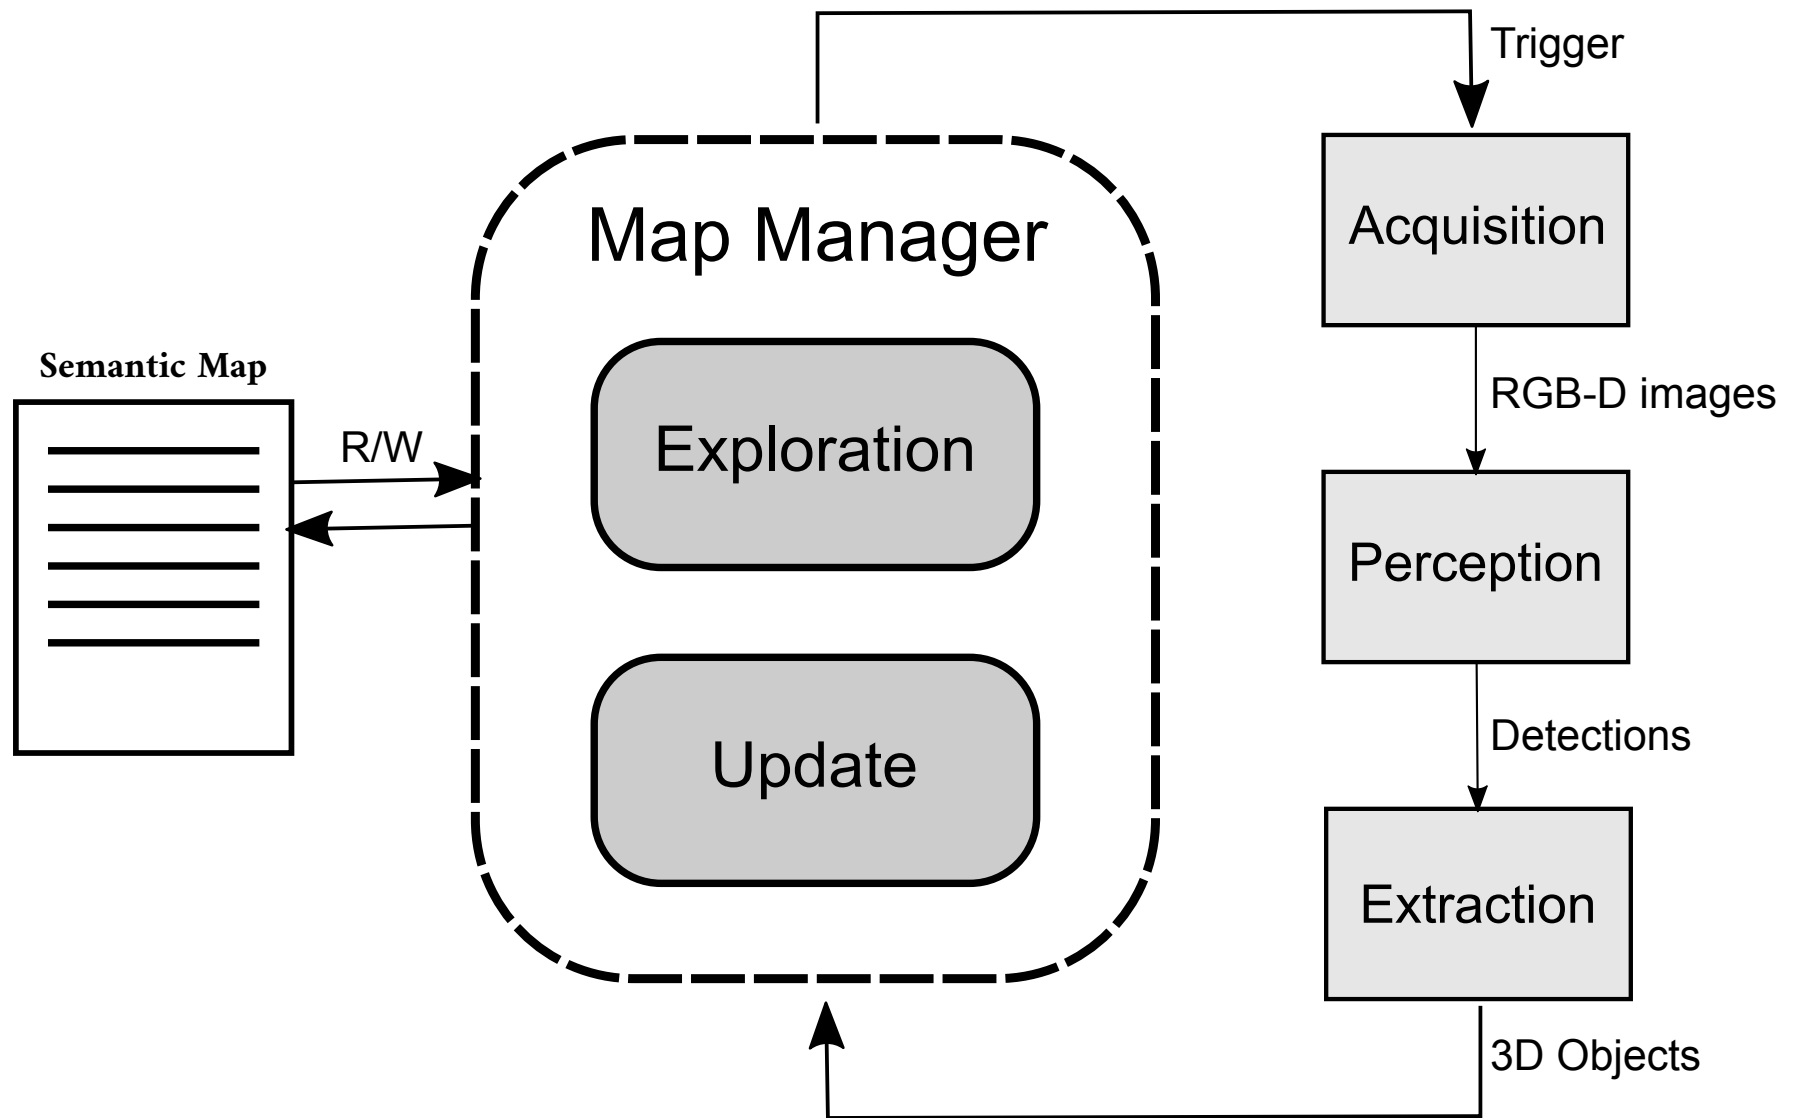 Trigger
Acquisition
Map Manager
Semantic Map
R/W
Exploration
RGB-D images
Perception
Update
Detections
Extraction
3D Objects